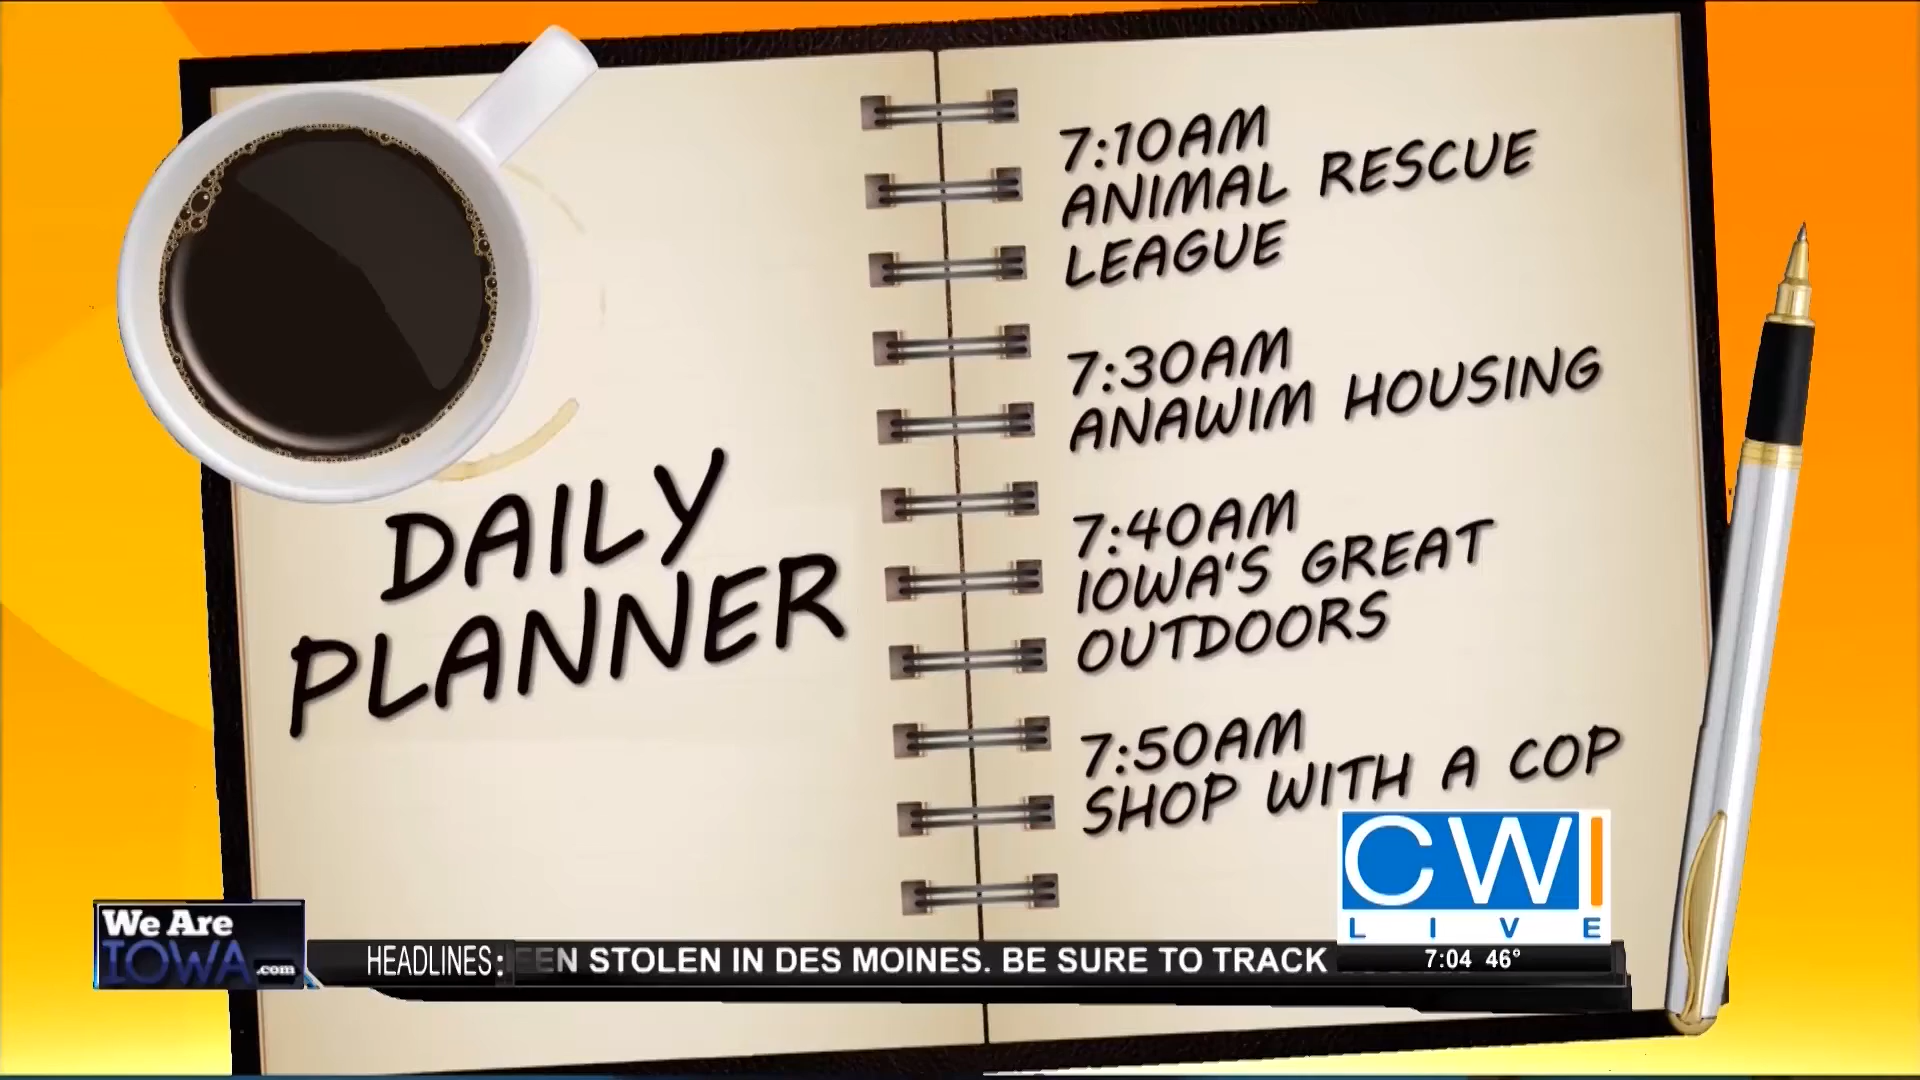 DAILY
PLANNER
7:10AM
ANIMAL RESCUE
LEAGUE
7:30AM
ANAWIM HOUSING
7:40AM
IOWA'S GREAT
OUTDOORS
7:50AM
SHOP WITH A COP
CWI
LIVE
We Are
IOWA.com
HEADLINES: EEN STOLEN IN DES MOINES. BE SURE TO TRACK
7:04 46°